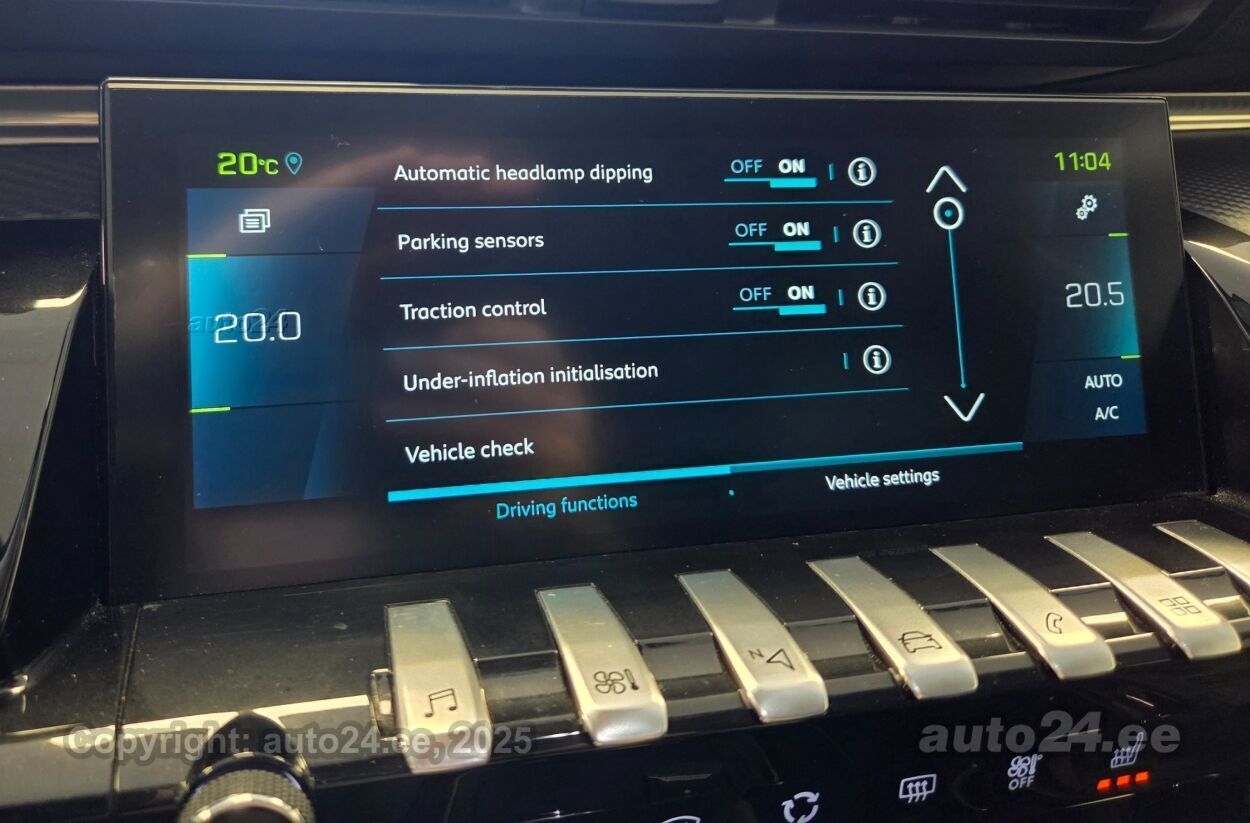 20°C
11:04
Automatic headlamp dipping OFF ON
Parking sensors OFF ON
20.0
auto24
Traction control OFF ON
20.5
Under-inflation initialisation
AUTO
A/C
Vehicle check
Driving functions
Vehicle settings
N
Copyright: auto24.ee, 2025
auto24.ee
OFF